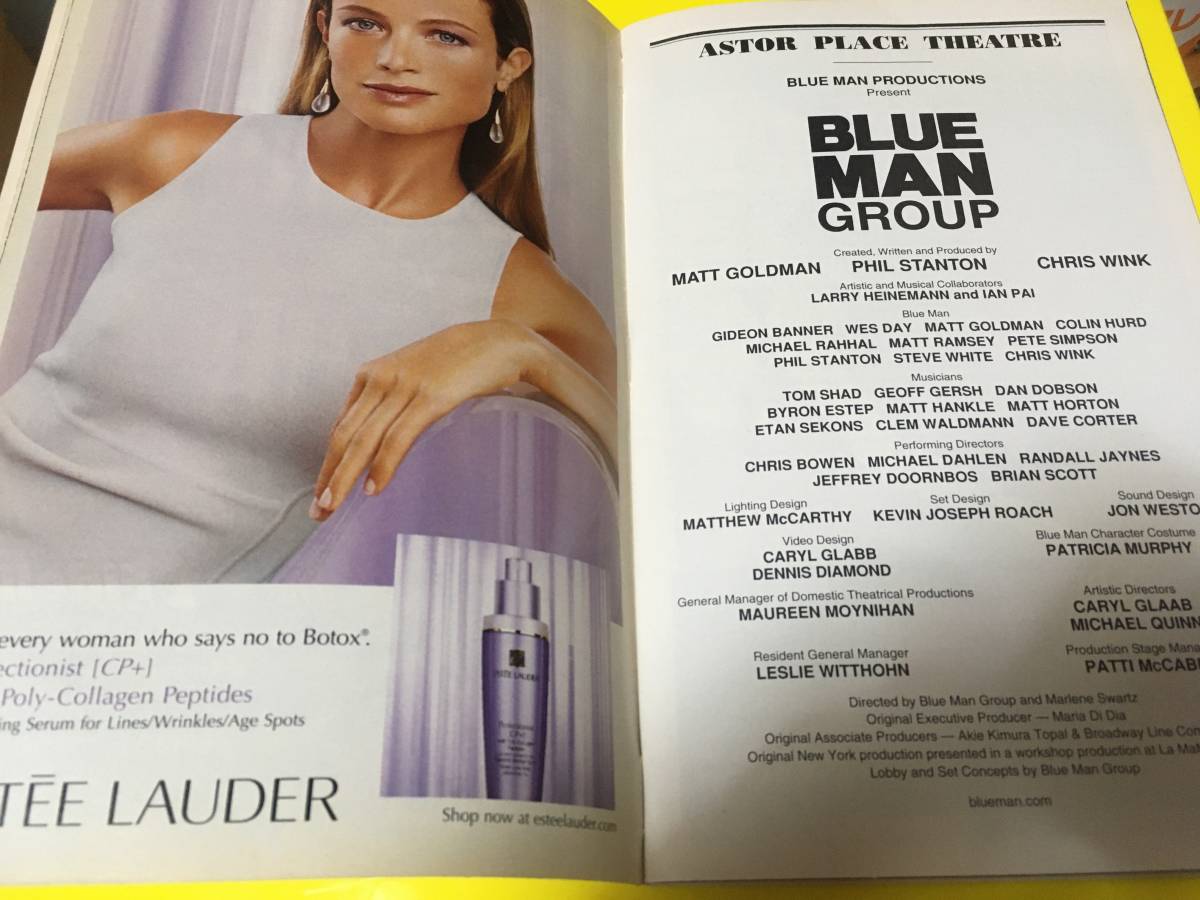 every woman who says no to Botox®.
ectionist [CP+]
Poly-Collagen Peptides
ing Serum for Lines/Wrinkles/Age Spots
TĒE LAUDER
ESTĒE LAUDER
CP+
Shop now at esteelauder.com
ASTOR PLACE THEATRE
BLUE MAN PRODUCTIONS
Present
BLUE
MAN
GROUP
Created, Written and Produced by
MATT GOLDMAN PHIL STANTON CHRIS WINK
Artistic and Musical Collaborators
LARRY HEINEMANN and IAN PAI
Blue Man
GIDEON BANNER WES DAY MATT GOLDMAN COLIN HURD
MICHAEL RAHHAL MATT RAMSEY PETE SIMPSON
PHIL STANTON STEVE WHITE CHRIS WINK
Musicians
TOM SHAD GEOFF GERSH DAN DOBSON
BYRON ESTEP MATT HANKLE MATT HORTON
ETAN SEKONS CLEM WALDMANN DAVE CORTER
Performing Directors
CHRIS BOWEN MICHAEL DAHLEN RANDALL JAYNES
JEFFREY DOORNBOS BRIAN SCOTT
Lighting Design Set Design Sound Design
MATTHEW McCARTHY KEVIN JOSEPH ROACH JON WESTO
Video Design Blue Man Character Costume
CARYL GLABB PATRICIA MURPHY
DENNIS DIAMOND
General Manager of Domestic Theatrical Productions Artistic Directors
MAUREEN MOYNIHAN CARYL GLAAB
MICHAEL QUINN
Resident General Manager Production Stage Mana
LESLIE WITTHOHN PATTI McCABE
Directed by Blue Man Group and Marlene Swartz
Original Executive Producer — Maria Di Dia
Original Associate Producers — Akie Kimura Topal & Broadway Line Con
Original New York production presented in a workshop production at La Ma
Lobby and Set Concepts by Blue Man Group
blueman.com